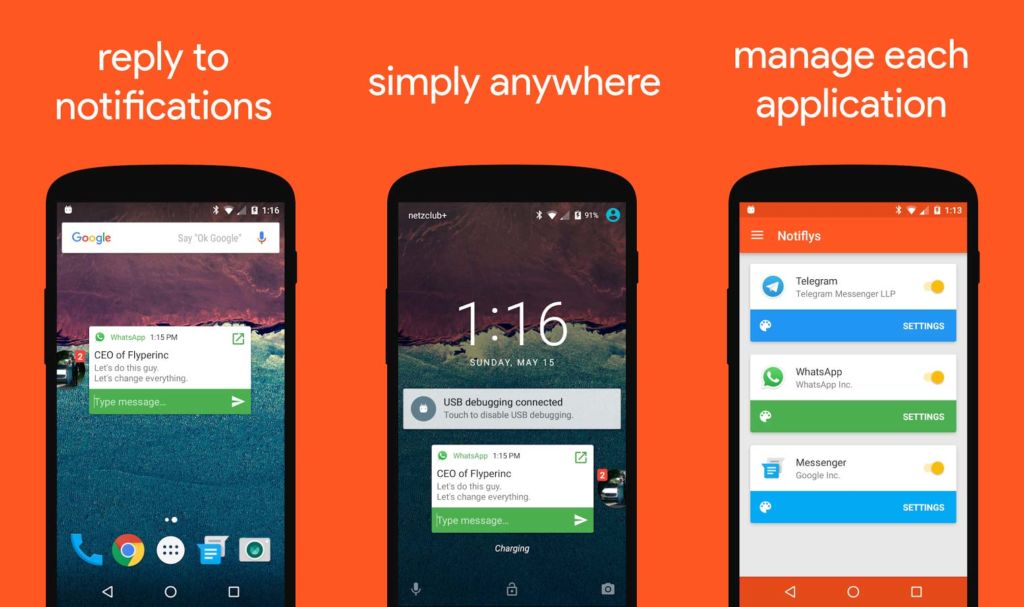 reply to
notifications
1:16
Google
Say "Ok Google"
WhatsApp 1:15 PM
2
CEO of Flyperinc
Let's do this guy.
Let's change everything.
Type message...
simply anywhere
netzclub+
91%
1:16
SUNDAY, MAY 15
USB debugging connected
Touch to disable USB debugging.
WhatsApp 1:15 PM
2
CEO of Flyperinc
Let's do this guy.
Let's change everything.
Type message...
Charging
manage each
application
1:13
Notiflys
Telegram
Telegram Messenger LLP
SETTINGS
WhatsApp
WhatsApp Inc.
SETTINGS
Messenger
Google Inc.
SETTINGS